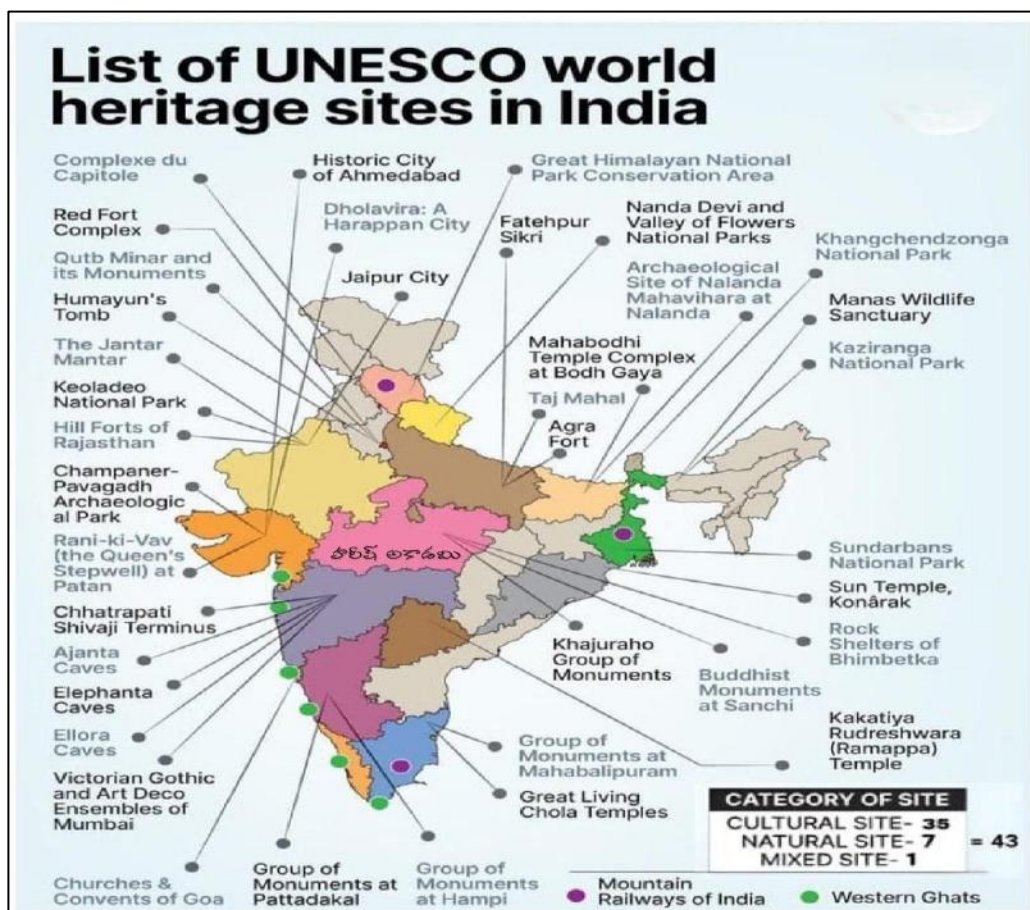 List of UNESCO world
heritage sites in India
Complexe du
Capitole
Historic City
of Ahmedabad
Great Himalayan National
Park Conservation Area
Red Fort
Complex
Dholavira: A
Harappan City
Fatehpur
Sikri
Nanda Devi and
Valley of Flowers
National Parks
Khangchendzonga
National Park
Qutb Minar and
its Monuments
Jaipur City
Archaeological
Site of Nalanda
Mahavihara at
Nalanda
Manas Wildlife
Sanctuary
Humayun's
Tomb
The Jantar
Mantar
Mahabodhi
Temple Complex
at Bodh Gaya
Kaziranga
National Park
Keoladeo
National Park
Taj Mahal
Hill Forts of
Rajasthan
Agra
Fort
Champaner-
Pavagadh
Archaeologic
al Park
Rani-ki-Vav
(the Queen's
Stepwell) at
Patan
హరీష్ అకాడమి
Sundarbans
National Park
Sun Temple,
Konârak
Chhatrapati
Shivaji Terminus
Rock
Shelters of
Bhimbetka
Ajanta
Caves
Khajuraho
Group of
Monuments
Buddhist
Monuments
at Sanchi
Elephanta
Caves
Ellora
Caves
Kakatiya
Rudreshwara
(Ramappa)
Temple
Group of
Monuments at
Mahabalipuram
Victorian Gothic
and Art Deco
Ensembles of
Mumbai
Great Living
Chola Temples
CATEGORY OF SITE
CULTURAL SITE- 35
NATURAL SITE- 7 = 43
MIXED SITE- 1
Churches &
Convents of Goa
Group of
Monuments at
Pattadakal
Group of
Monuments
at Hampi
Mountain
Railways of India
Western Ghats